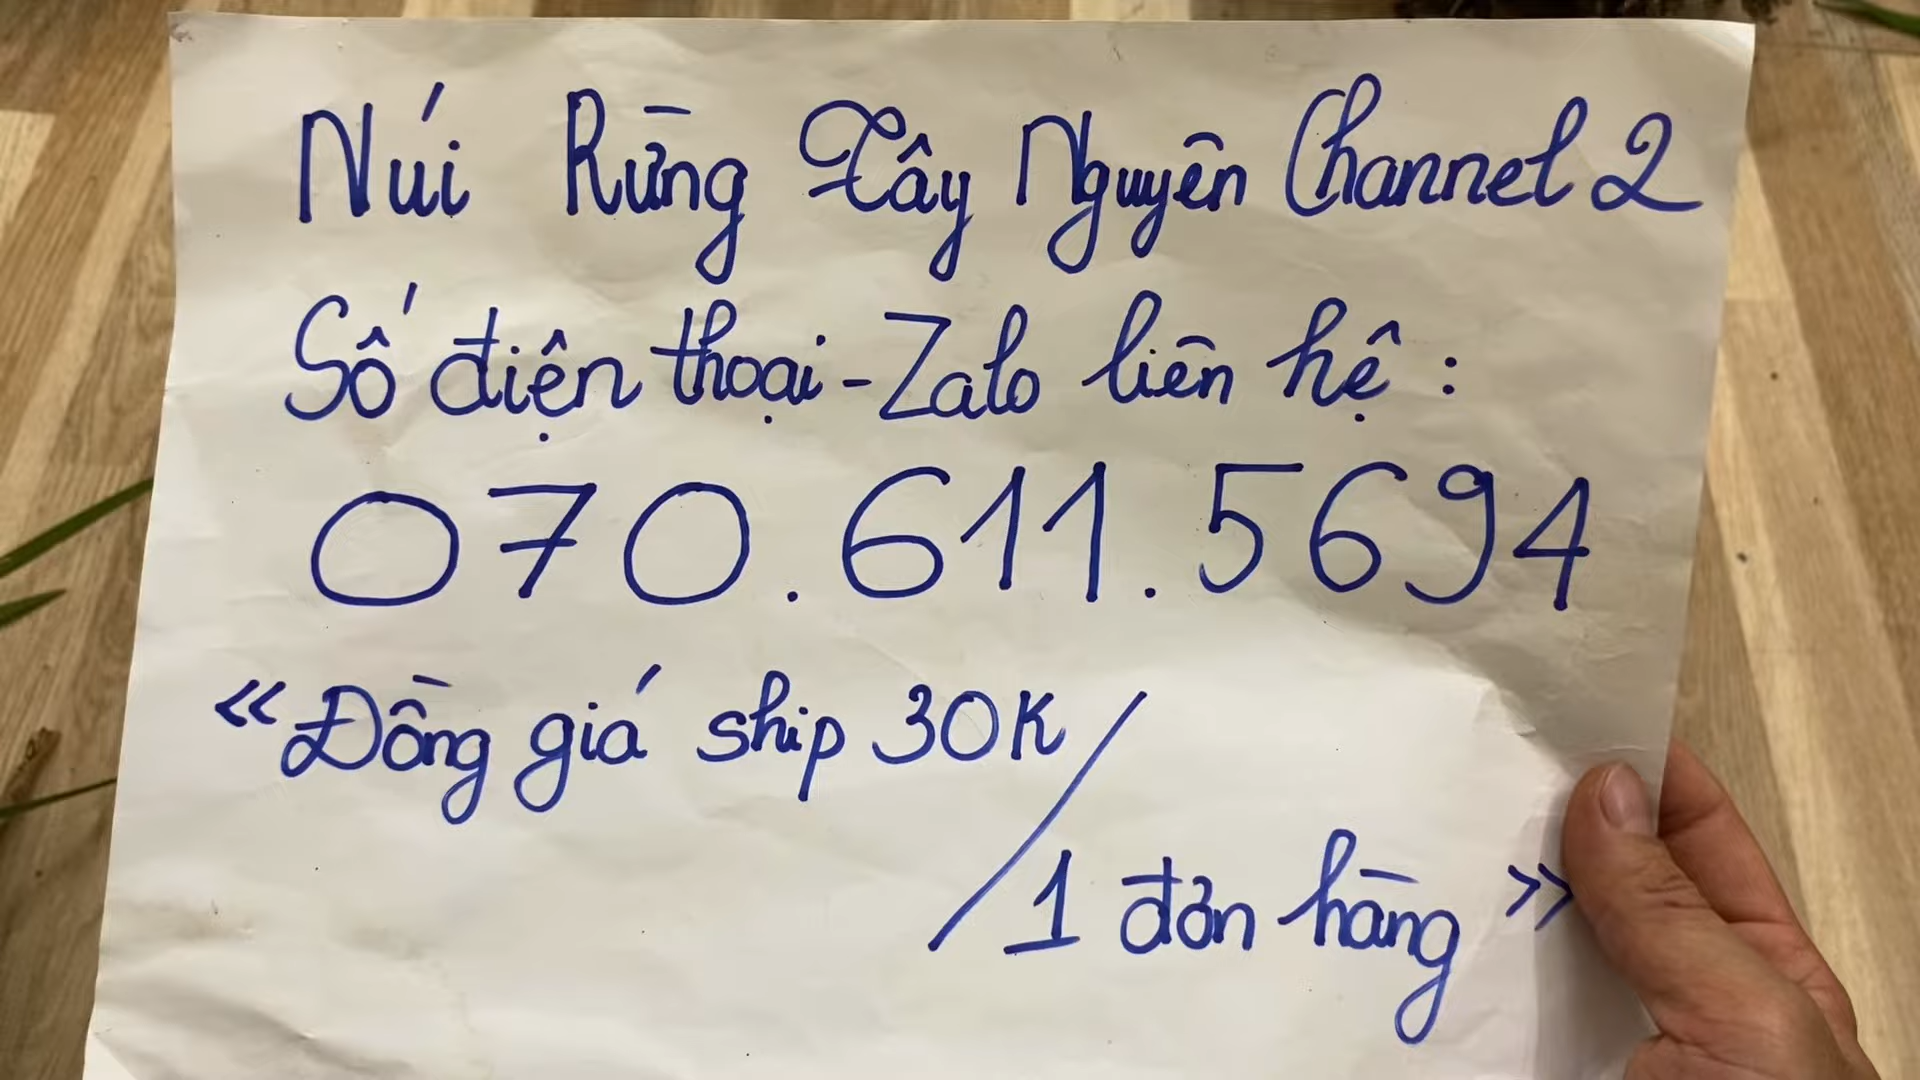 Núi Rừng Tây Nguyên Channel 2
Số điện thoại - Zalo liên hệ :
070.611.5694
«Đồng giá ship 30K/
1 đơn hàng»